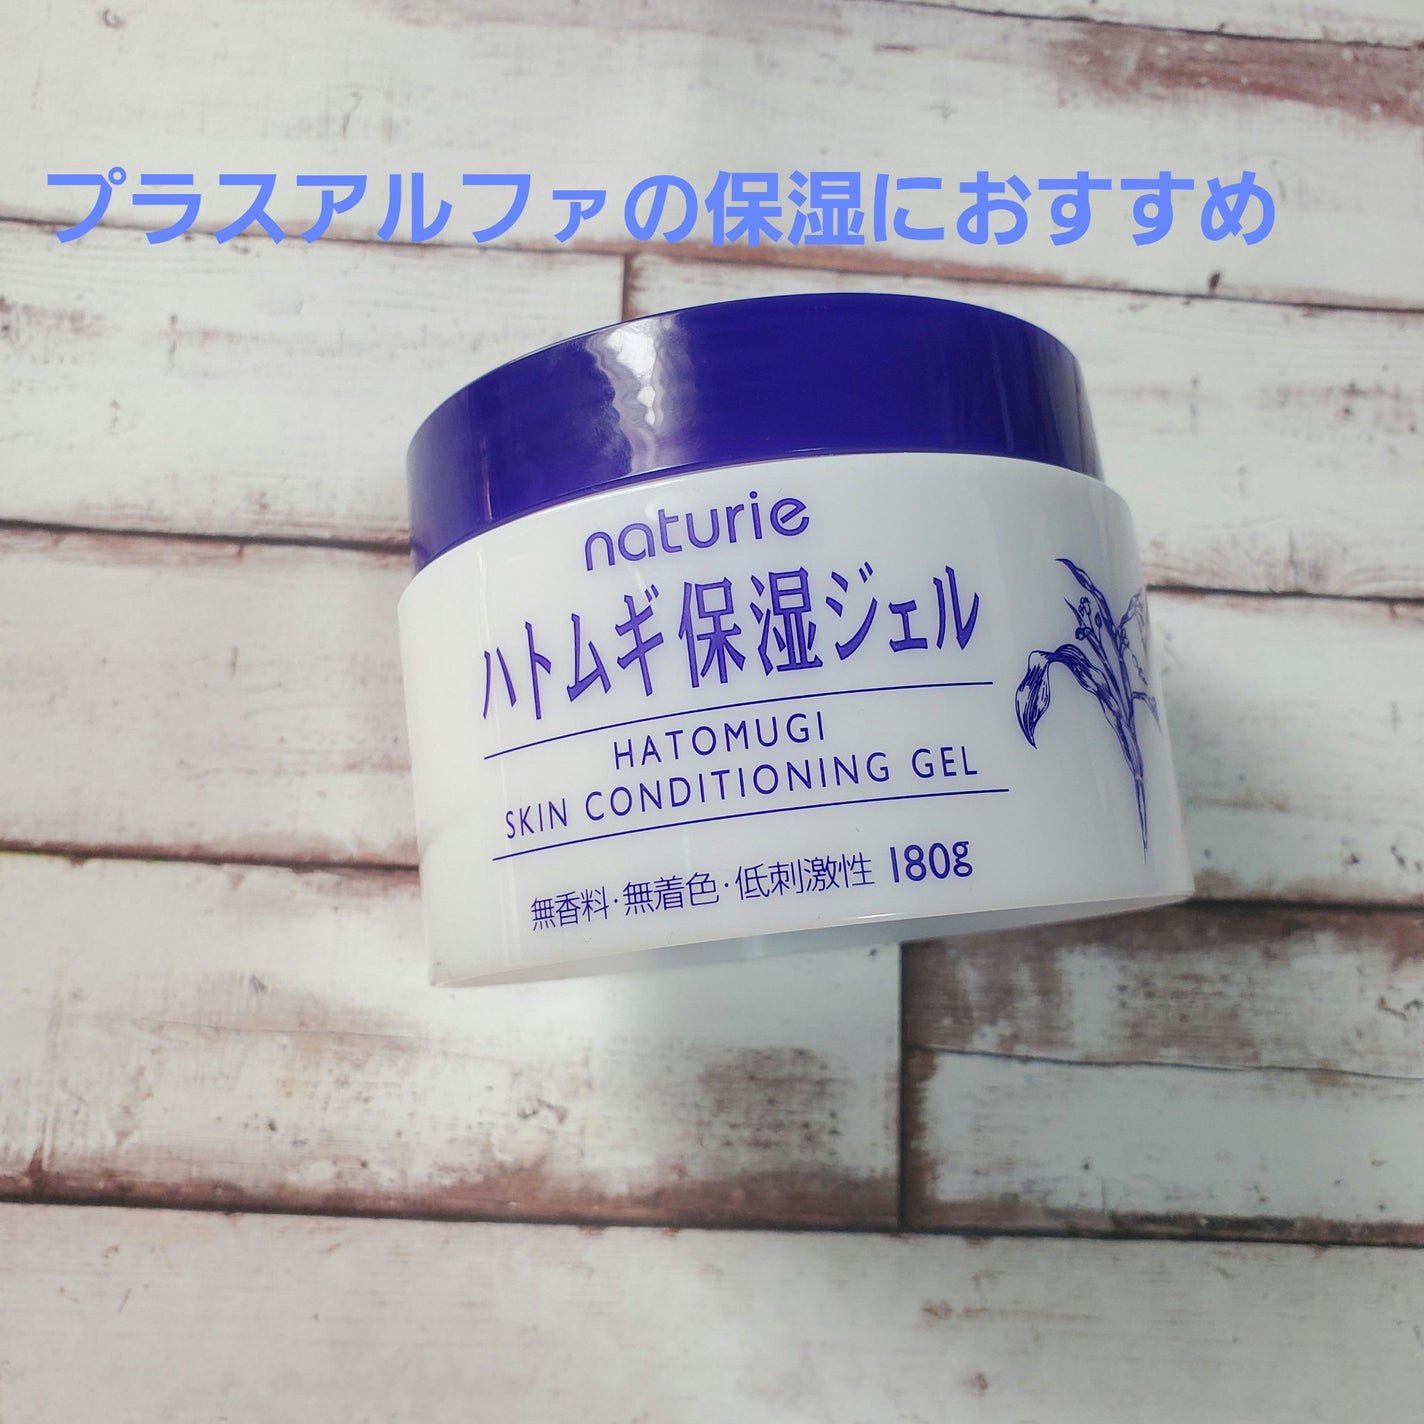 プラスアルファの保湿におすすめ
naturie
ハトムギ保湿ジェル
HATOMUGI
SKIN CONDITIONING GEL
無香料・無着色・低刺激性 180g